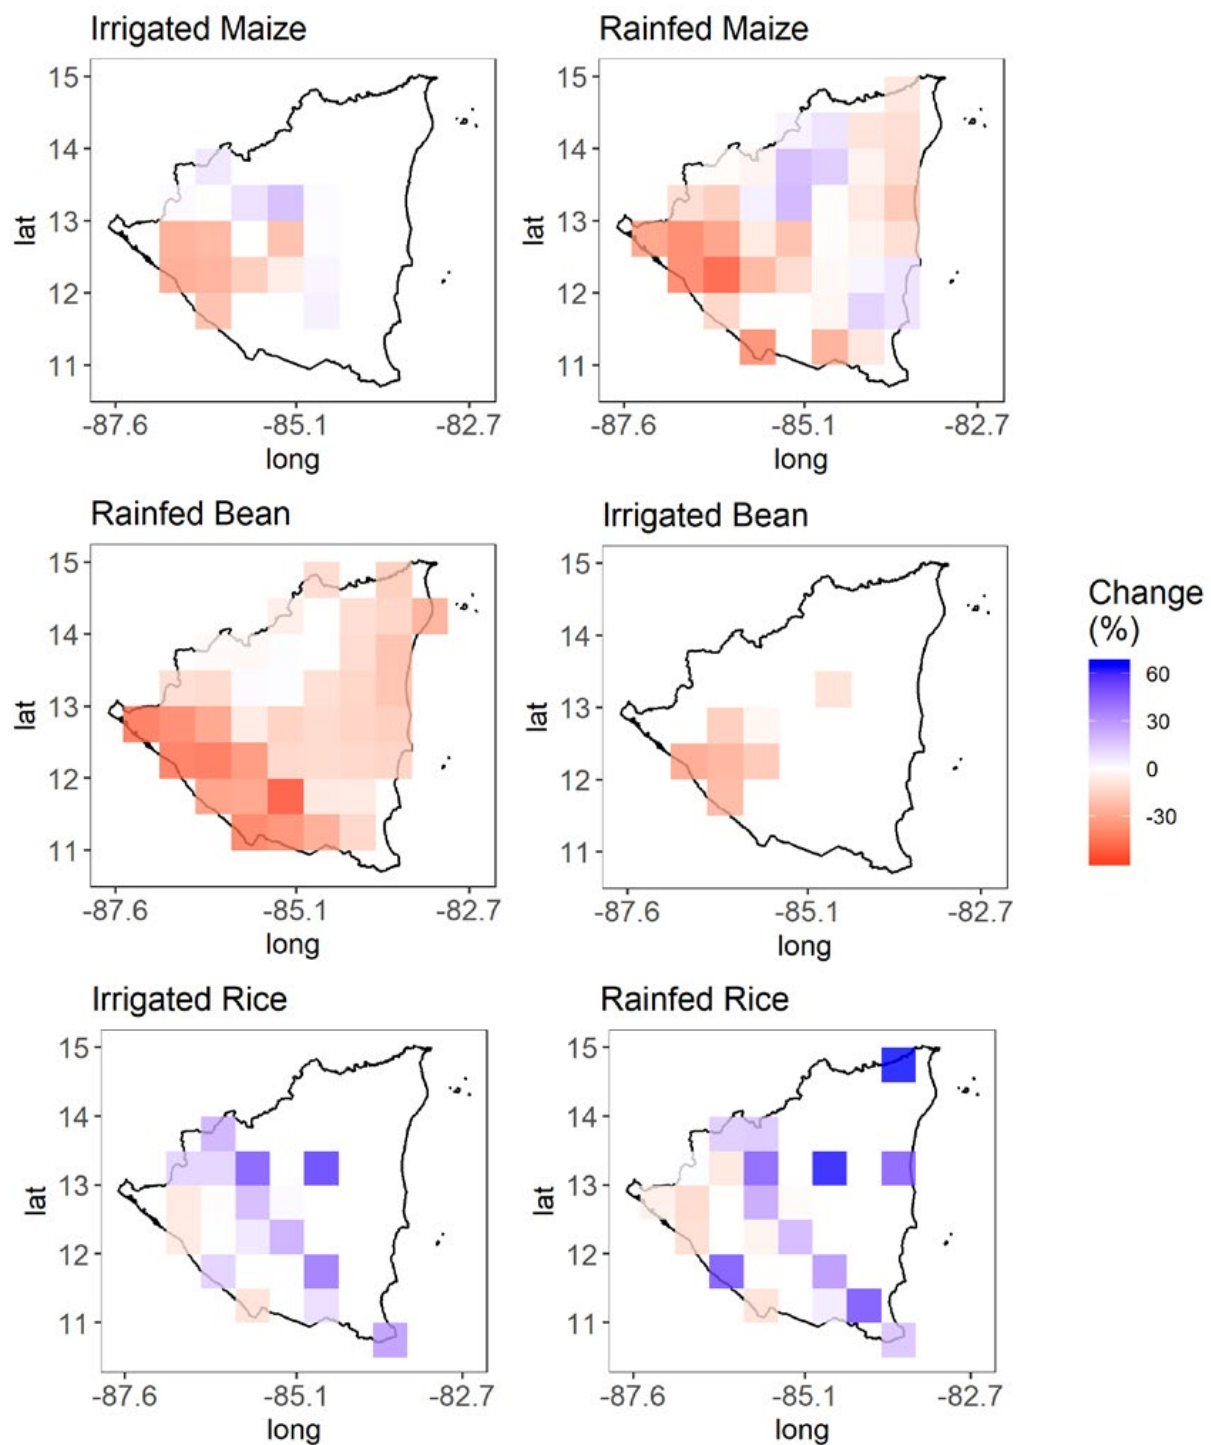 Irrigated Maize
Rainfed Maize
15
14
13
12
11
lat
-87.6
-85.1
-82.7
long
15
14
13
12
11
lat
-87.6
-85.1
-82.7
long
Rainfed Bean
Irrigated Bean
15
14
13
12
11
lat
-87.6
-85.1
-82.7
long
15
14
13
12
11
lat
-87.6
-85.1
-82.7
long
Change
(%)
60
30
0
-30
Irrigated Rice
Rainfed Rice
15
14
13
12
11
lat
-87.6
-85.1
-82.7
long
15
14
13
12
11
lat
-87.6
-85.1
-82.7
long